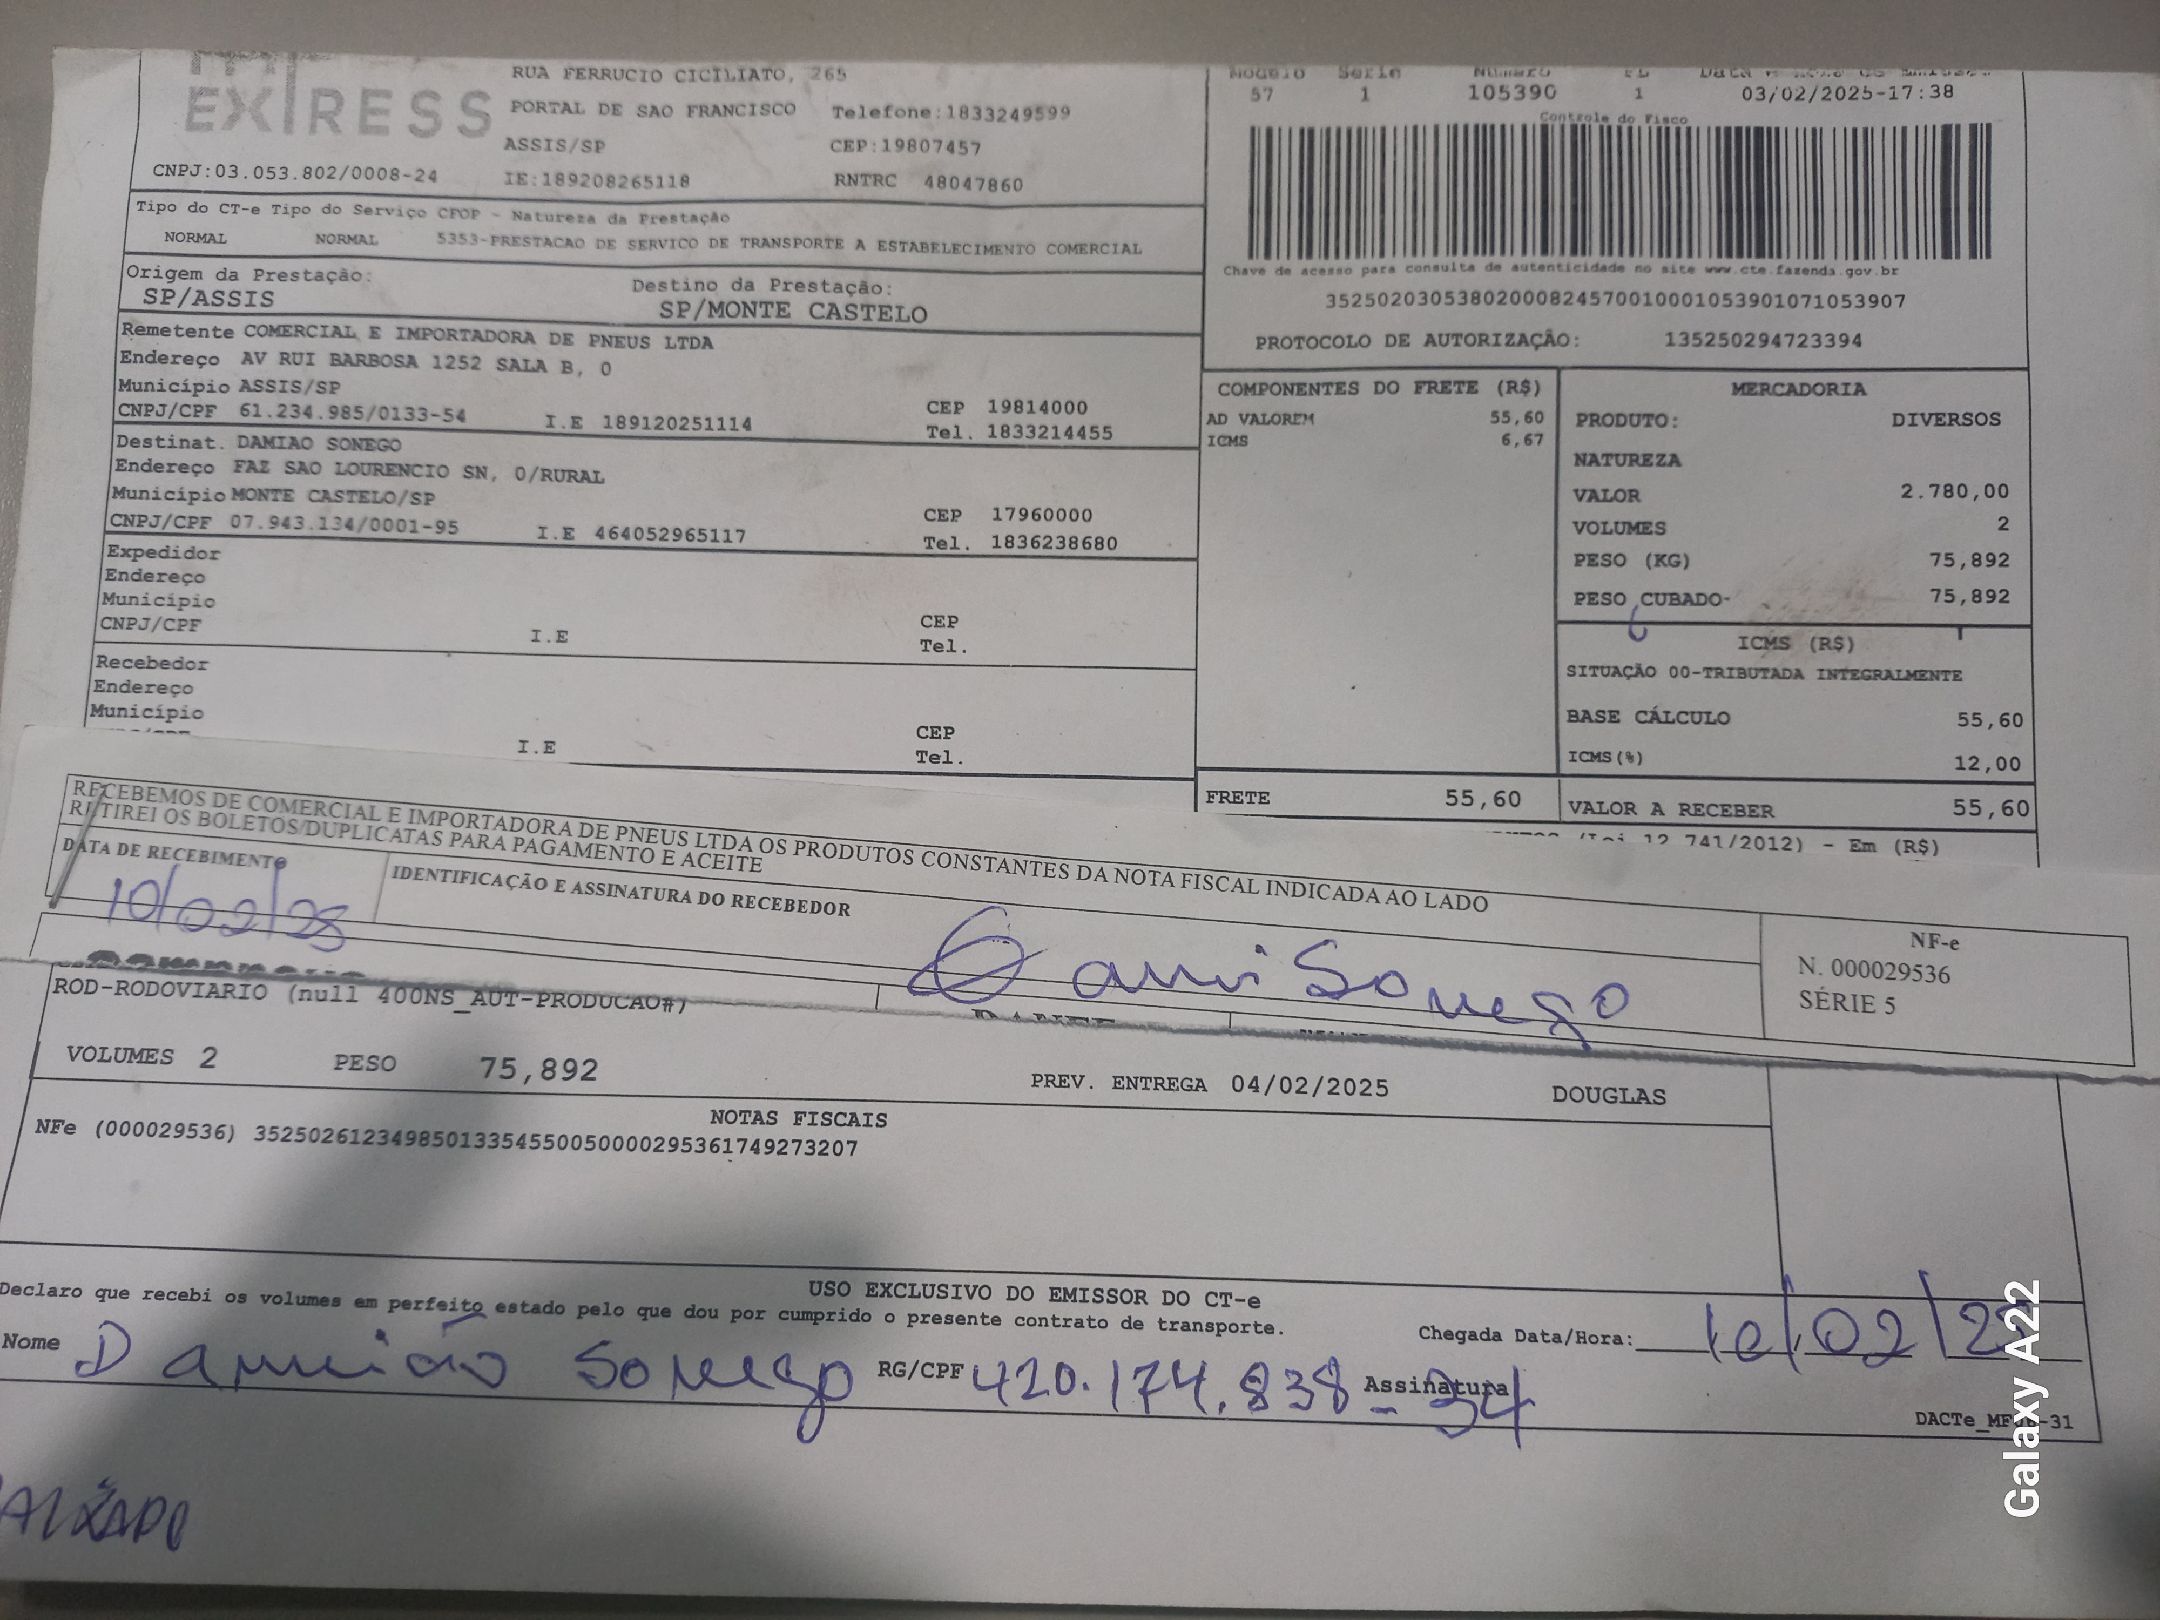 EXPRESS
RUA FERRUCIO CICILIATO, 265
PORTAL DE SAO FRANCISCO Telefone:1833249599
ASSIS/SP CEP:19807457
CNPJ:03.053.802/0008-24 IE:189208265118 RNTRC 48047860
Modelo Serie Número FL
57 1 105390 1 03/02/2025-17:38
Controle do Fisco
Tipo do CT-e Tipo do Serviço CFOP - Natureza da Prestação
NORMAL NORMAL 5353-PRESTACAO DE SERVICO DE TRANSPORTE A ESTABELECIMENTO COMERCIAL
Chave de acesso para consulta de autenticidade no site www.cte.fazenda.gov.br
35250203053802000824570010001053901071053907
PROTOCOLO DE AUTORIZAÇÃO: 135250294723394
Origem da Prestação: Destino da Prestação:
SP/ASSIS SP/MONTE CASTELO
Remetente COMERCIAL E IMPORTADORA DE PNEUS LTDA
Endereço AV RUI BARBOSA 1252 SALA B, 0
Município ASSIS/SP CEP 19814000
CNPJ/CPF 61.234.985/0133-54 I.E 189120251114 Tel. 1833214455
Destinat. DAMIAO SONEGO
Endereço FAZ SAO LOURENCIO SN, 0/RURAL
Município MONTE CASTELO/SP CEP 17960000
CNPJ/CPF 07.943.134/0001-95 I.E 464052965117 Tel. 1836238680
Expedidor
Endereço
Município CEP
CNPJ/CPF I.E Tel.
Recebedor
Endereço
Município CEP
I.E Tel.
COMPONENTES DO FRETE (R$)
AD VALOREM 55,60
ICMS 6,67
FRETE 55,60
MERCADORIA
PRODUTO: DIVERSOS
NATUREZA
VALOR 2.780,00
VOLUMES 2
PESO (KG) 75,892
PESO CUBADO 75,892
ICMS (R$)
SITUAÇÃO 00-TRIBUTADA INTEGRALMENTE
BASE CÁLCULO 55,60
ICMS(%) 12,00
VALOR A RECEBER 55,60
(Lei 12 741/2012) - Em (R$)
RECEBEMOS DE COMERCIAL E IMPORTADORA DE PNEUS LTDA OS PRODUTOS CONSTANTES DA NOTA FISCAL INDICADA AO LADO
RETIREI OS BOLETOS/DUPLICATAS PARA PAGAMENTO E ACEITE
DATA DE RECEBIMENTO IDENTIFICAÇÃO E ASSINATURA DO RECEBEDOR
10/02/25 Dami Sonego
NF-e
N. 000029536
SÉRIE 5
ROD-RODOVIARIO (null 400NS_AUT-PRODUCAO#)
VOLUMES 2 PESO 75,892 PREV. ENTREGA 04/02/2025 DOUGLAS
NOTAS FISCAIS
NFe (000029536) 35250261234985013354550050000295361749273207
USO EXCLUSIVO DO EMISSOR DO CT-e
Declaro que recebi os volumes em perfeito estado pelo que dou por cumprido o presente contrato de transporte.
Chegada Data/Hora: 10/02/25
Nome Damião Sonego RG/CPF 420.174.838-34 Assinatura
Galaxy A22